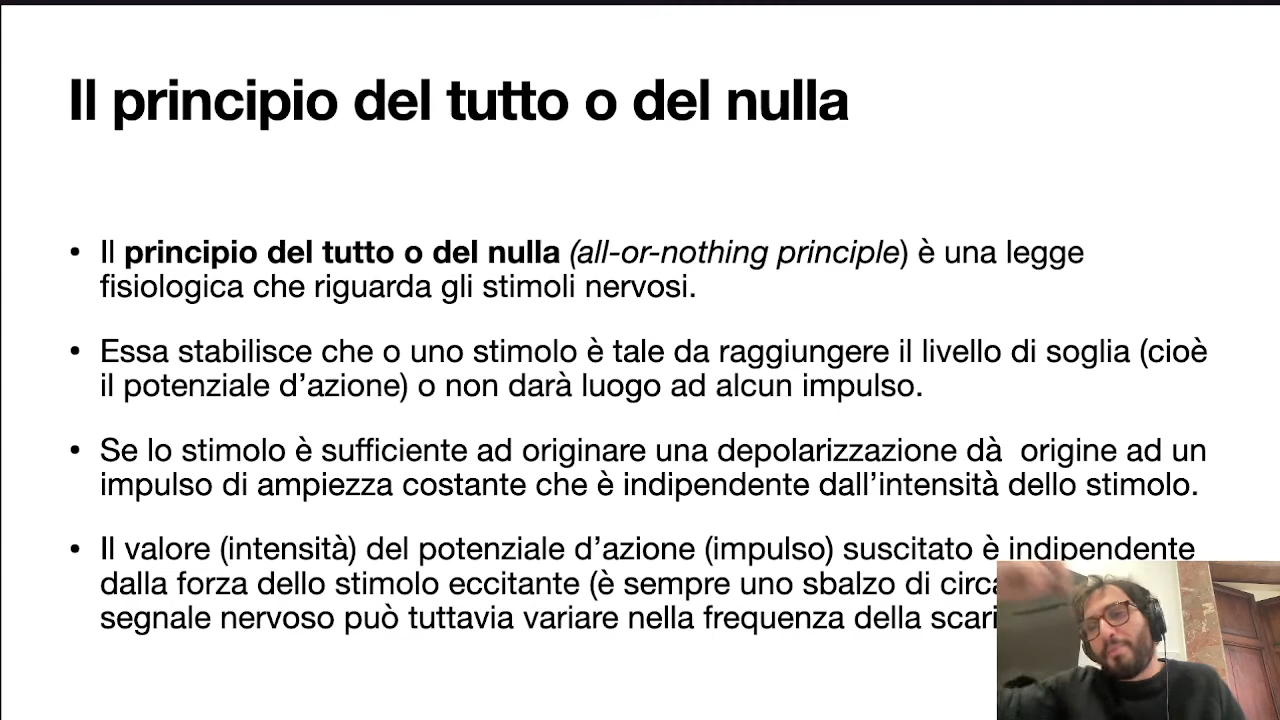 Il principio del tutto o del nulla
• Il principio del tutto o del nulla (all-or-nothing principle) è una legge
fisiologica che riguarda gli stimoli nervosi.
• Essa stabilisce che o uno stimolo è tale da raggiungere il livello di soglia (cioè
il potenziale d’azione) o non darà luogo ad alcun impulso.
• Se lo stimolo è sufficiente ad originare una depolarizzazione dà  origine ad un
impulso di ampiezza costante che è indipendente dall’intensità dello stimolo.
• Il valore (intensità) del potenziale d’azione (impulso) suscitato è indipendente
dalla forza dello stimolo eccitante (è sempre uno sbalzo di
segnale nervoso può tuttavia variare nella frequenza della